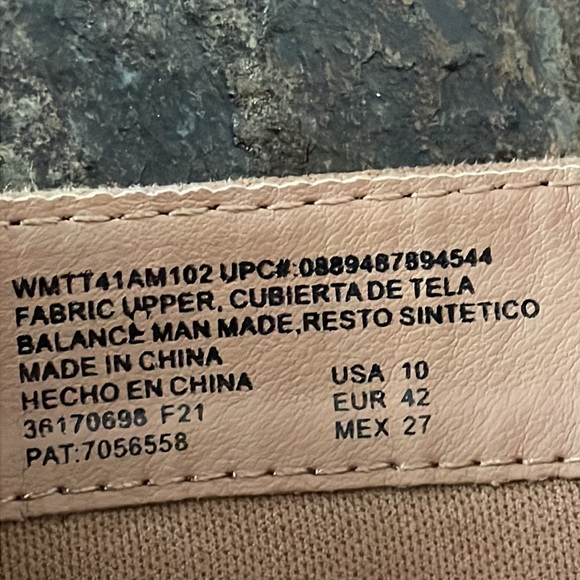 WMTT41AM102 UPC#:0889487894544
FABRIC UPPER. CUBIERTA DE TELA
BALANCE MAN MADE,RESTO SINTETICO
MADE IN CHINA
HECHO EN CHINA
36170698 F21
PAT:7056558
USA 10
EUR 42
MEX 27